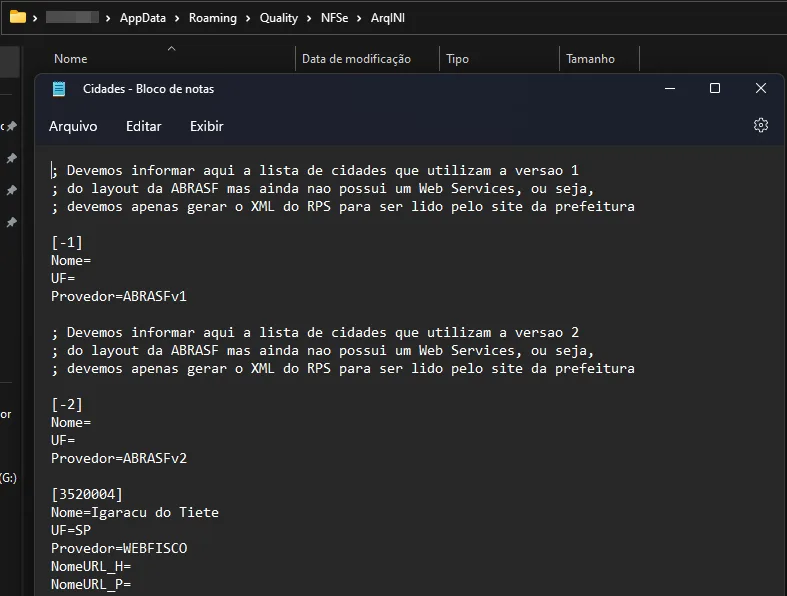 AppData > Roaming > Quality > NFSe > ArqINI
Nome Data de modificação Tipo Tamanho
Cidades - Bloco de notas
Arquivo Editar Exibir
; Devemos informar aqui a lista de cidades que utilizam a versao 1
; do layout da ABRASF mas ainda nao possui um Web Services, ou seja,
; devemos apenas gerar o XML do RPS para ser lido pelo site da prefeitura
[-1]
Nome=
UF=
Provedor=ABRASFv1
; Devemos informar aqui a lista de cidades que utilizam a versao 2
; do layout da ABRASF mas ainda nao possui um Web Services, ou seja,
; devemos apenas gerar o XML do RPS para ser lido pelo site da prefeitura
[-2]
Nome=
UF=
or
Provedor=ABRASFv2
(G:)
[3520004]
Nome=Igaracu do Tiete
UF=SP
Provedor=WEBFISCO
NomeURL_H=
NomeURL_P=